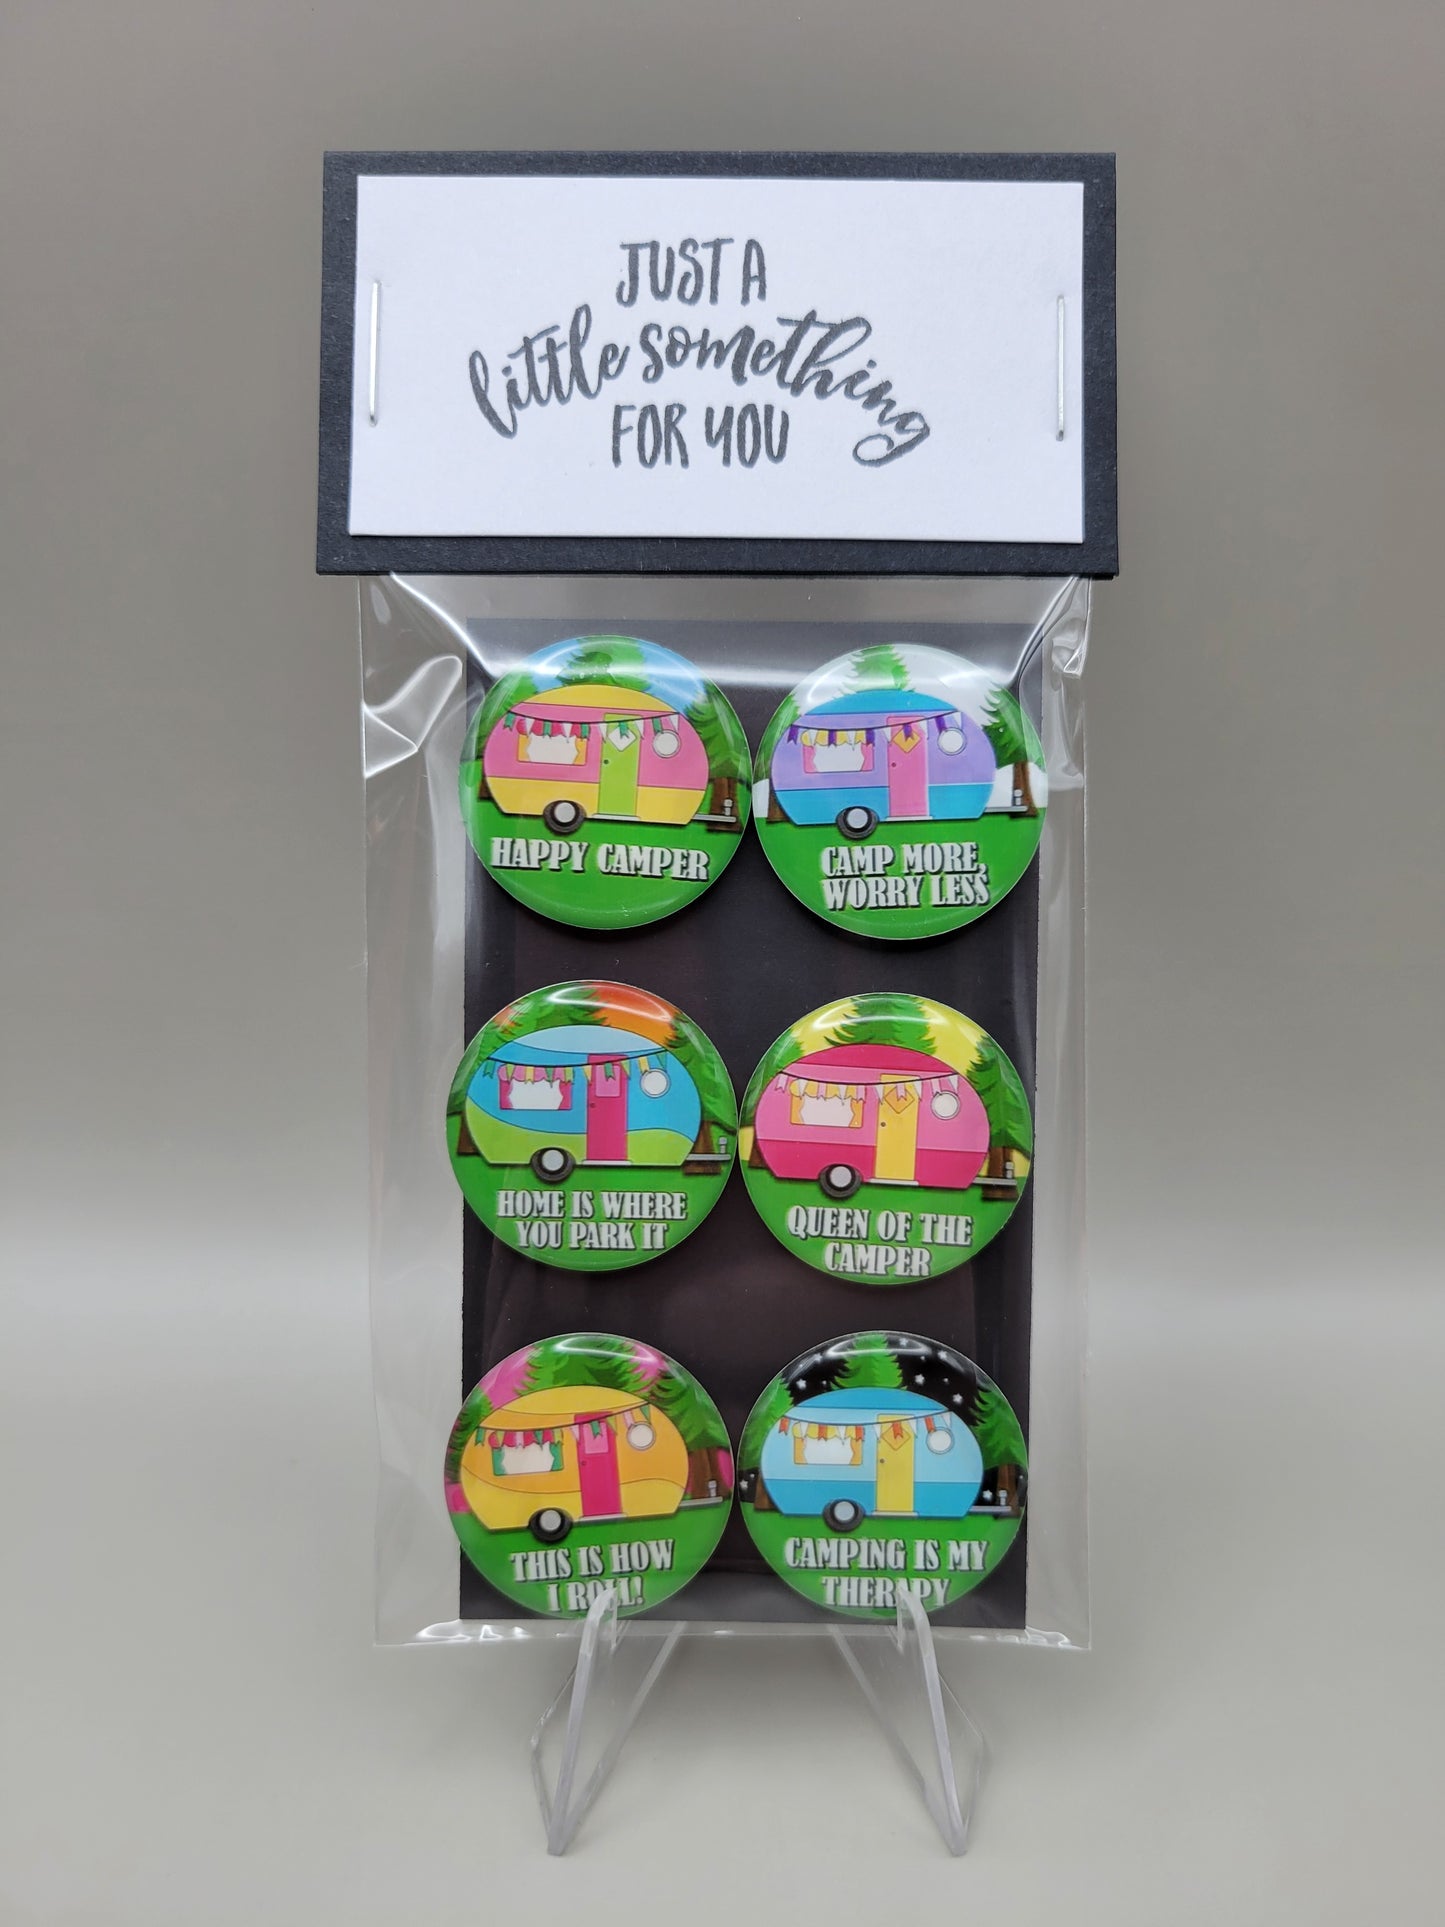 JUST A
little something
FOR YOU
HAPPY CAMPER
CAMP MORE,
WORRY LESS
HOME IS WHERE
YOU PARK IT
QUEEN OF THE
CAMPER
THIS IS HOW
I ROLL!
CAMPING IS MY
THERAPY